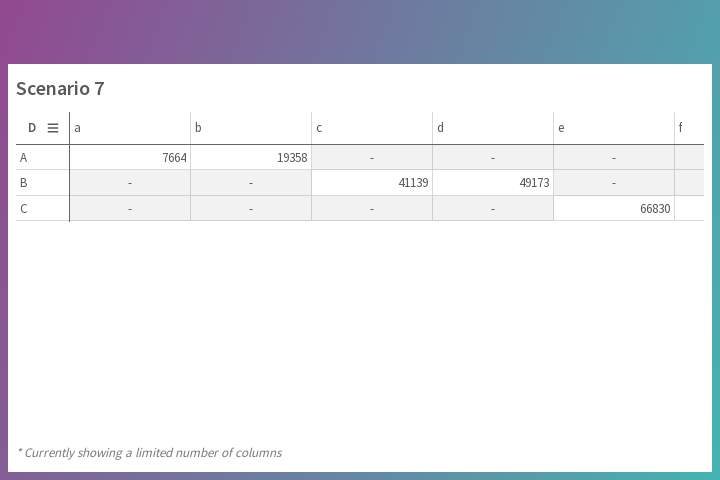 Scenario 7
D a b c d e f
A 7664 19358 - - -
B - - 41139 49173 -
C - - - - 66830
* Currently showing a limited number of columns